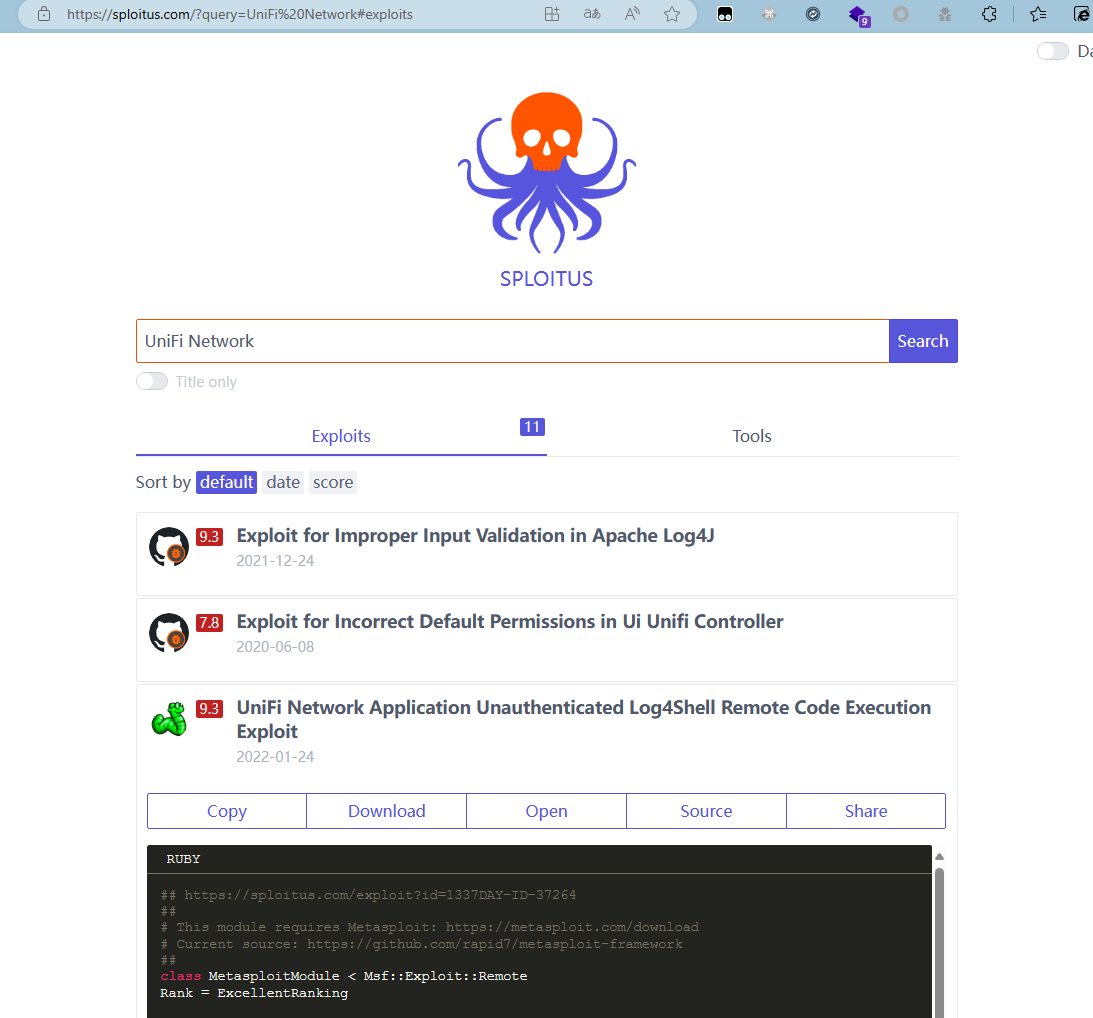 https://sploitus.com/?query=UniFi%20Network#exploits
aあ
A
9
SPLOITUS
UniFi Network
Search
Title only
Exploits
11
Tools
Sort by default date score
9.3 Exploit for Improper Input Validation in Apache Log4J
2021-12-24
7.8 Exploit for Incorrect Default Permissions in Ui Unifi Controller
2020-06-08
9.3 UniFi Network Application Unauthenticated Log4Shell Remote Code Execution
Exploit
2022-01-24
Copy Download Open Source Share
RUBY
## https://sploitus.com/exploit?id=1337DAY-ID-37264
##
# This module requires Metasploit: https://metasploit.com/download
# Current source: https://github.com/rapid7/metasploit-framework
##
class MetasploitModule < Msf::Exploit::Remote
Rank = ExcellentRanking